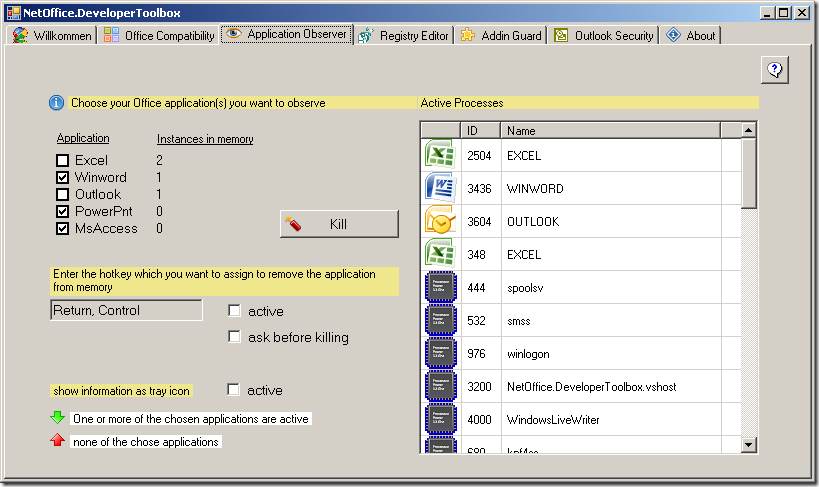 NetOffice.DeveloperToolbox
Willkommen Office Compatibility Application Observer Registry Editor Addin Guard Outlook Security About
Choose your Office application(s) you want to observe
Application Instances in memory
Excel 2
Winword 1
Outlook 1
PowerPnt 0
MsAccess 0
Kill
Enter the hotkey which you want to assign to remove the application
from memory
Return, Control
active
ask before killing
show information as tray icon active
One or more of the chosen applications are active
none of the chose applications
Active Processes
ID Name
2504 EXCEL
3436 WINWORD
3604 OUTLOOK
348 EXCEL
444 spoolsv
532 smss
976 winlogon
3200 NetOffice.DeveloperToolbox.vshost
4000 WindowsLiveWriter